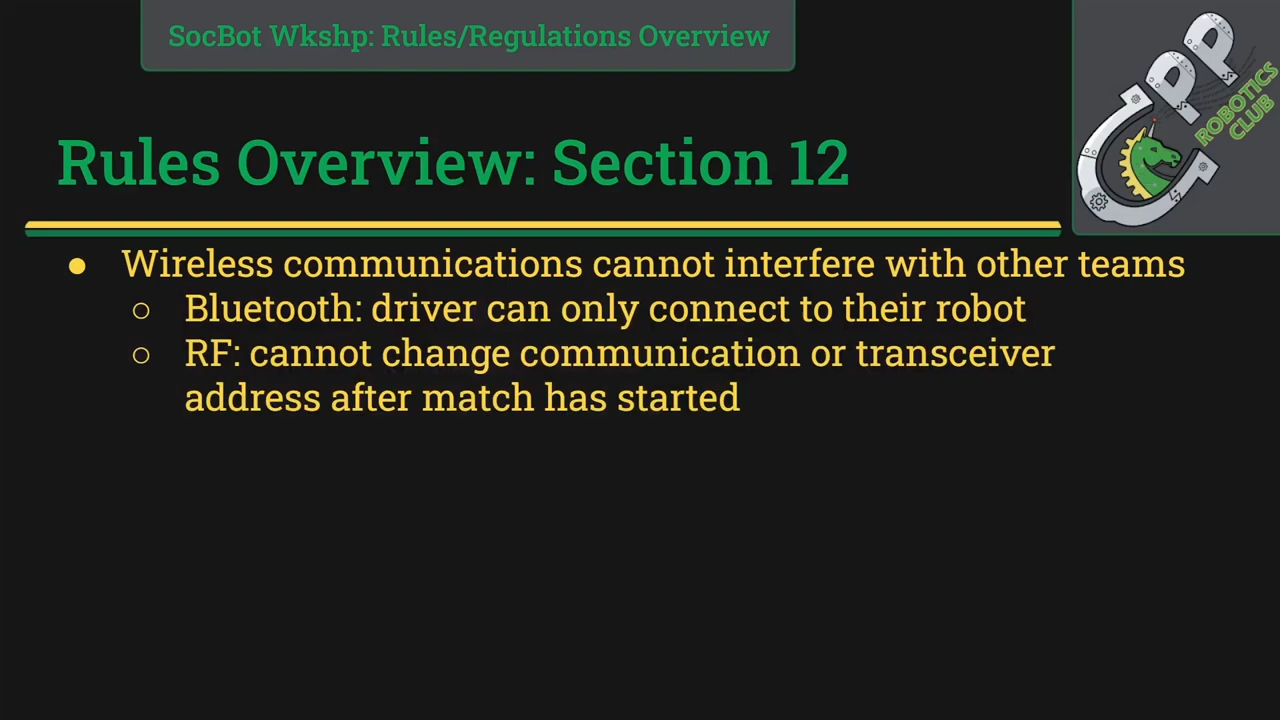 SocBot Wkshp: Rules/Regulations Overview
CPP
ROBOTICS
CLUB
Rules Overview: Section 12
● Wireless communications cannot interfere with other teams
○ Bluetooth: driver can only connect to their robot
○ RF: cannot change communication or transceiver
address after match has started